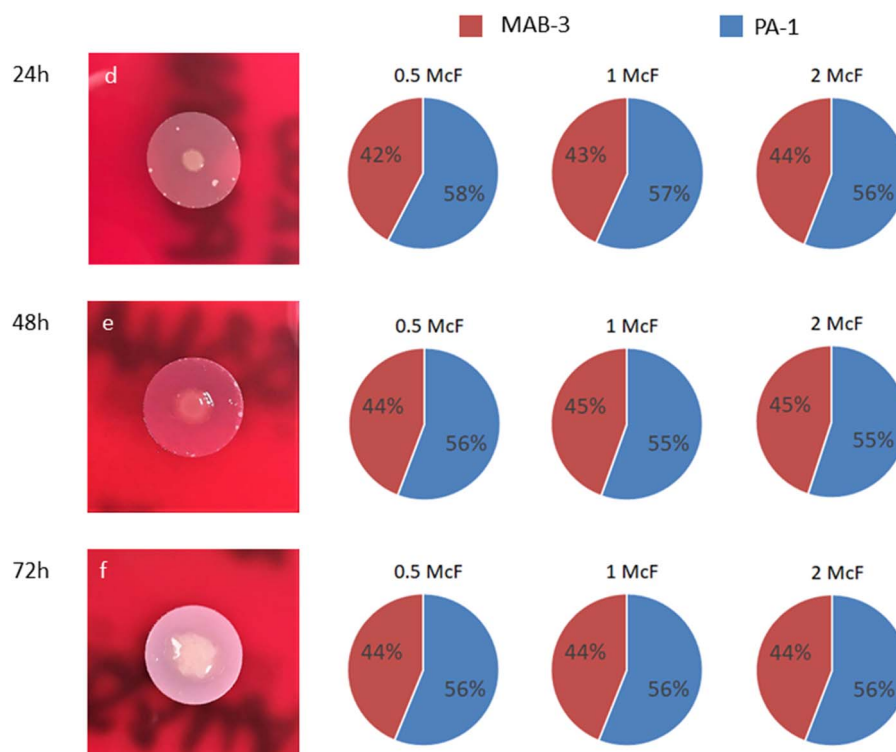 MAB-3 PA-1
24h d 0.5 McF 1 McF 2 McF
42% 58% 43% 57% 44% 56%
48h e 0.5 McF 1 McF 2 McF
44% 56% 45% 55% 45% 55%
72h f 0.5 McF 1 McF 2 McF
44% 56% 44% 56% 44% 56%